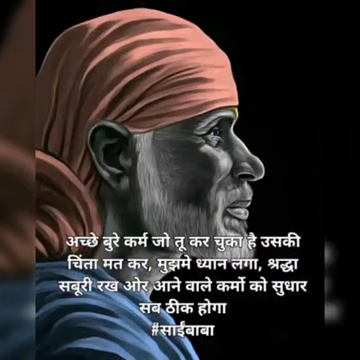 अच्छे बुरे कर्म जो तू कर चुका है उसकी
चिंता मत कर, मुझमे ध्यान लगा, श्रद्धा
सबूरी रख ओर आने वाले कर्मो को सुधार
सब ठीक होगा
#साईबाबा